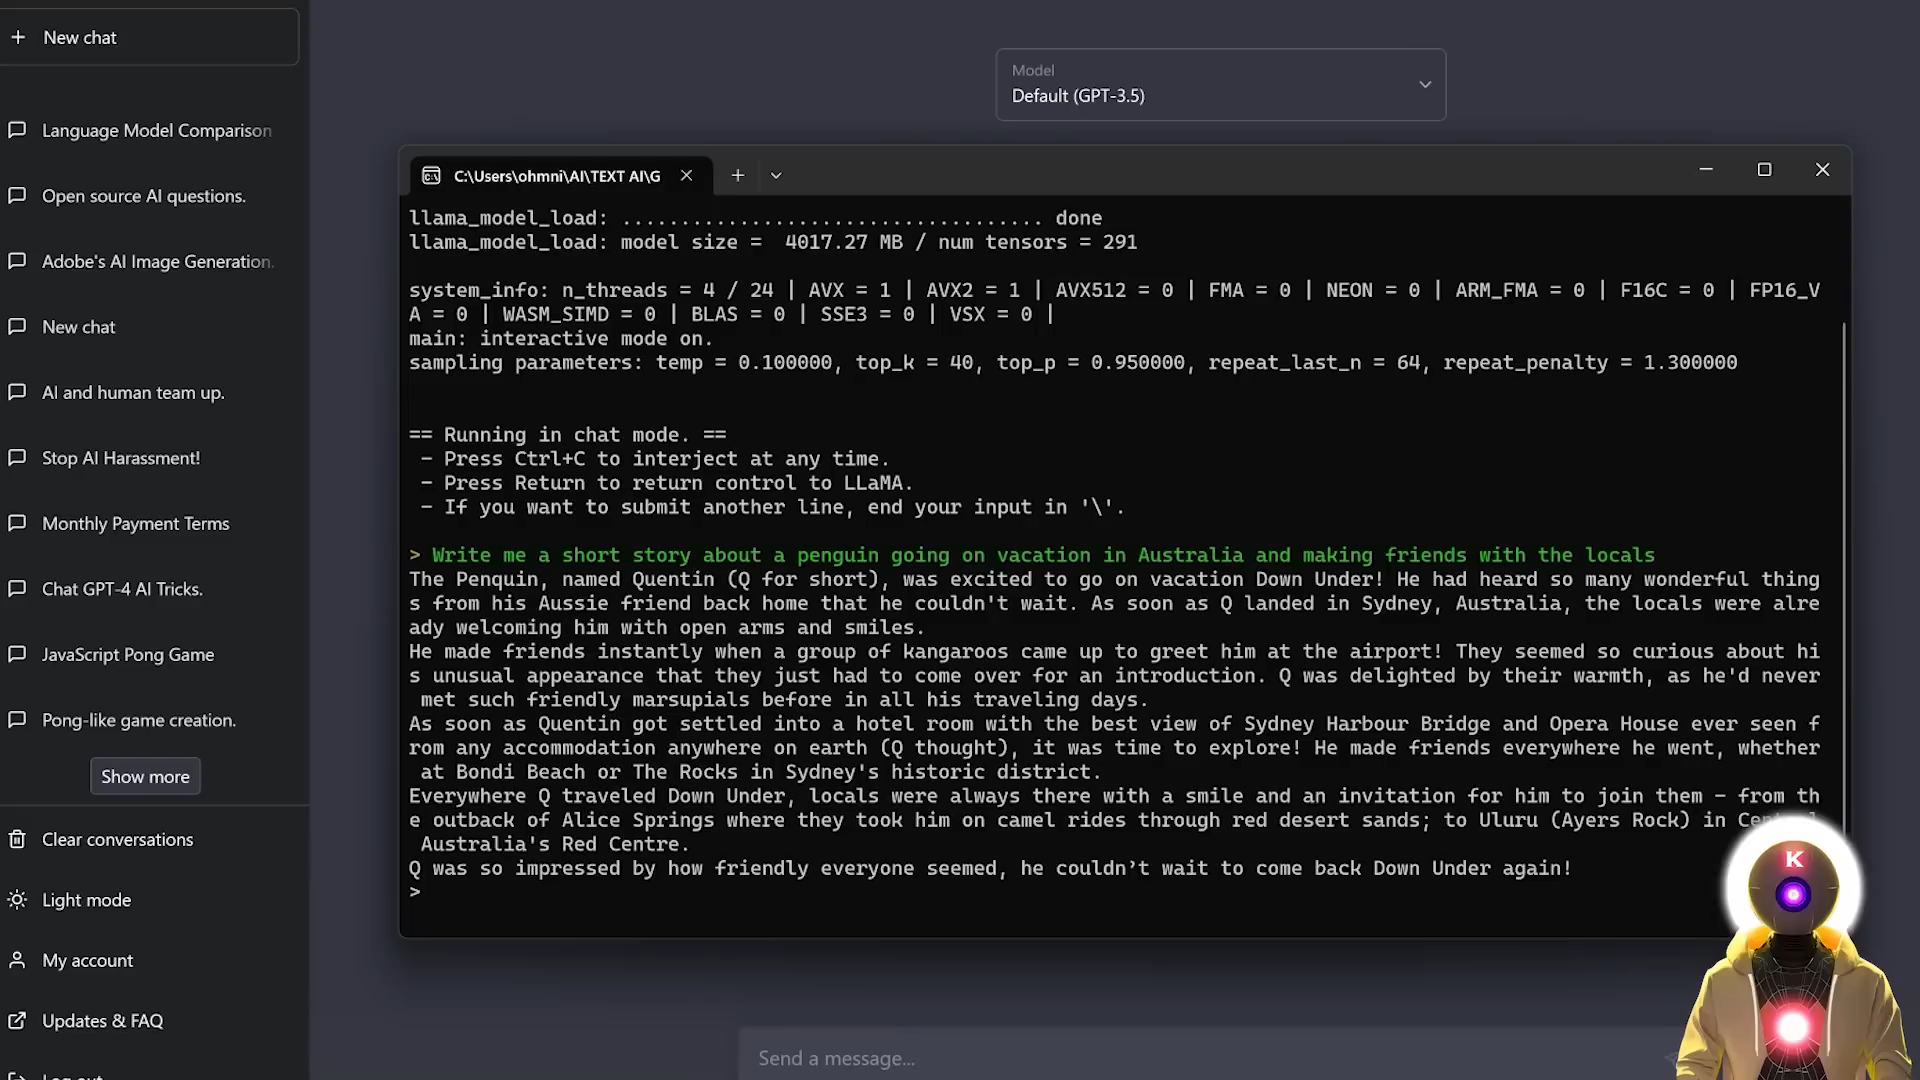 New chat
Language Model Comparison
Open source AI questions.
Adobe's AI Image Generation.
New chat
AI and human team up.
Stop AI Harassment!
Monthly Payment Terms
Chat GPT-4 AI Tricks.
JavaScript Pong Game
Pong-like game creation.
Show more
Clear conversations
Light mode
My account
Updates & FAQ
Log out
Model
Default (GPT-3.5)
C:\Users\ohmni\AI\TEXT AI\G
llama_model_load: .................................... done
llama_model_load: model size =  4017.27 MB / num tensors = 291
system_info: n_threads = 4 / 24 | AVX = 1 | AVX2 = 1 | AVX512 = 0 | FMA = 0 | NEON = 0 | ARM_FMA = 0 | F16C = 0 | FP16_V
A = 0 | WASM_SIMD = 0 | BLAS = 0 | SSE3 = 0 | VSX = 0 |
main: interactive mode on.
sampling parameters: temp = 0.100000, top_k = 40, top_p = 0.950000, repeat_last_n = 64, repeat_penalty = 1.300000
== Running in chat mode. ==
- Press Ctrl+C to interject at any time.
- Press Return to return control to LLaMA.
- If you want to submit another line, end your input in '\'.
> Write me a short story about a penguin going on vacation in Australia and making friends with the locals
The Penquin, named Quentin (Q for short), was excited to go on vacation Down Under! He had heard so many wonderful thing
s from his Aussie friend back home that he couldn't wait. As soon as Q landed in Sydney, Australia, the locals were alre
ady welcoming him with open arms and smiles.
He made friends instantly when a group of kangaroos came up to greet him at the airport! They seemed so curious about hi
s unusual appearance that they just had to come over for an introduction. Q was delighted by their warmth, as he'd never
met such friendly marsupials before in all his traveling days.
As soon as Quentin got settled into a hotel room with the best view of Sydney Harbour Bridge and Opera House ever seen f
rom any accommodation anywhere on earth (Q thought), it was time to explore! He made friends everywhere he went, whether
at Bondi Beach or The Rocks in Sydney's historic district.
Everywhere Q traveled Down Under, locals were always there with a smile and an invitation for him to join them – from th
e outback of Alice Springs where they took him on camel rides through red desert sands; to Uluru (Ayers Rock) in Central
Australia's Red Centre.
Q was so impressed by how friendly everyone seemed, he couldn’t wait to come back Down Under again!
>
K
Send a message...